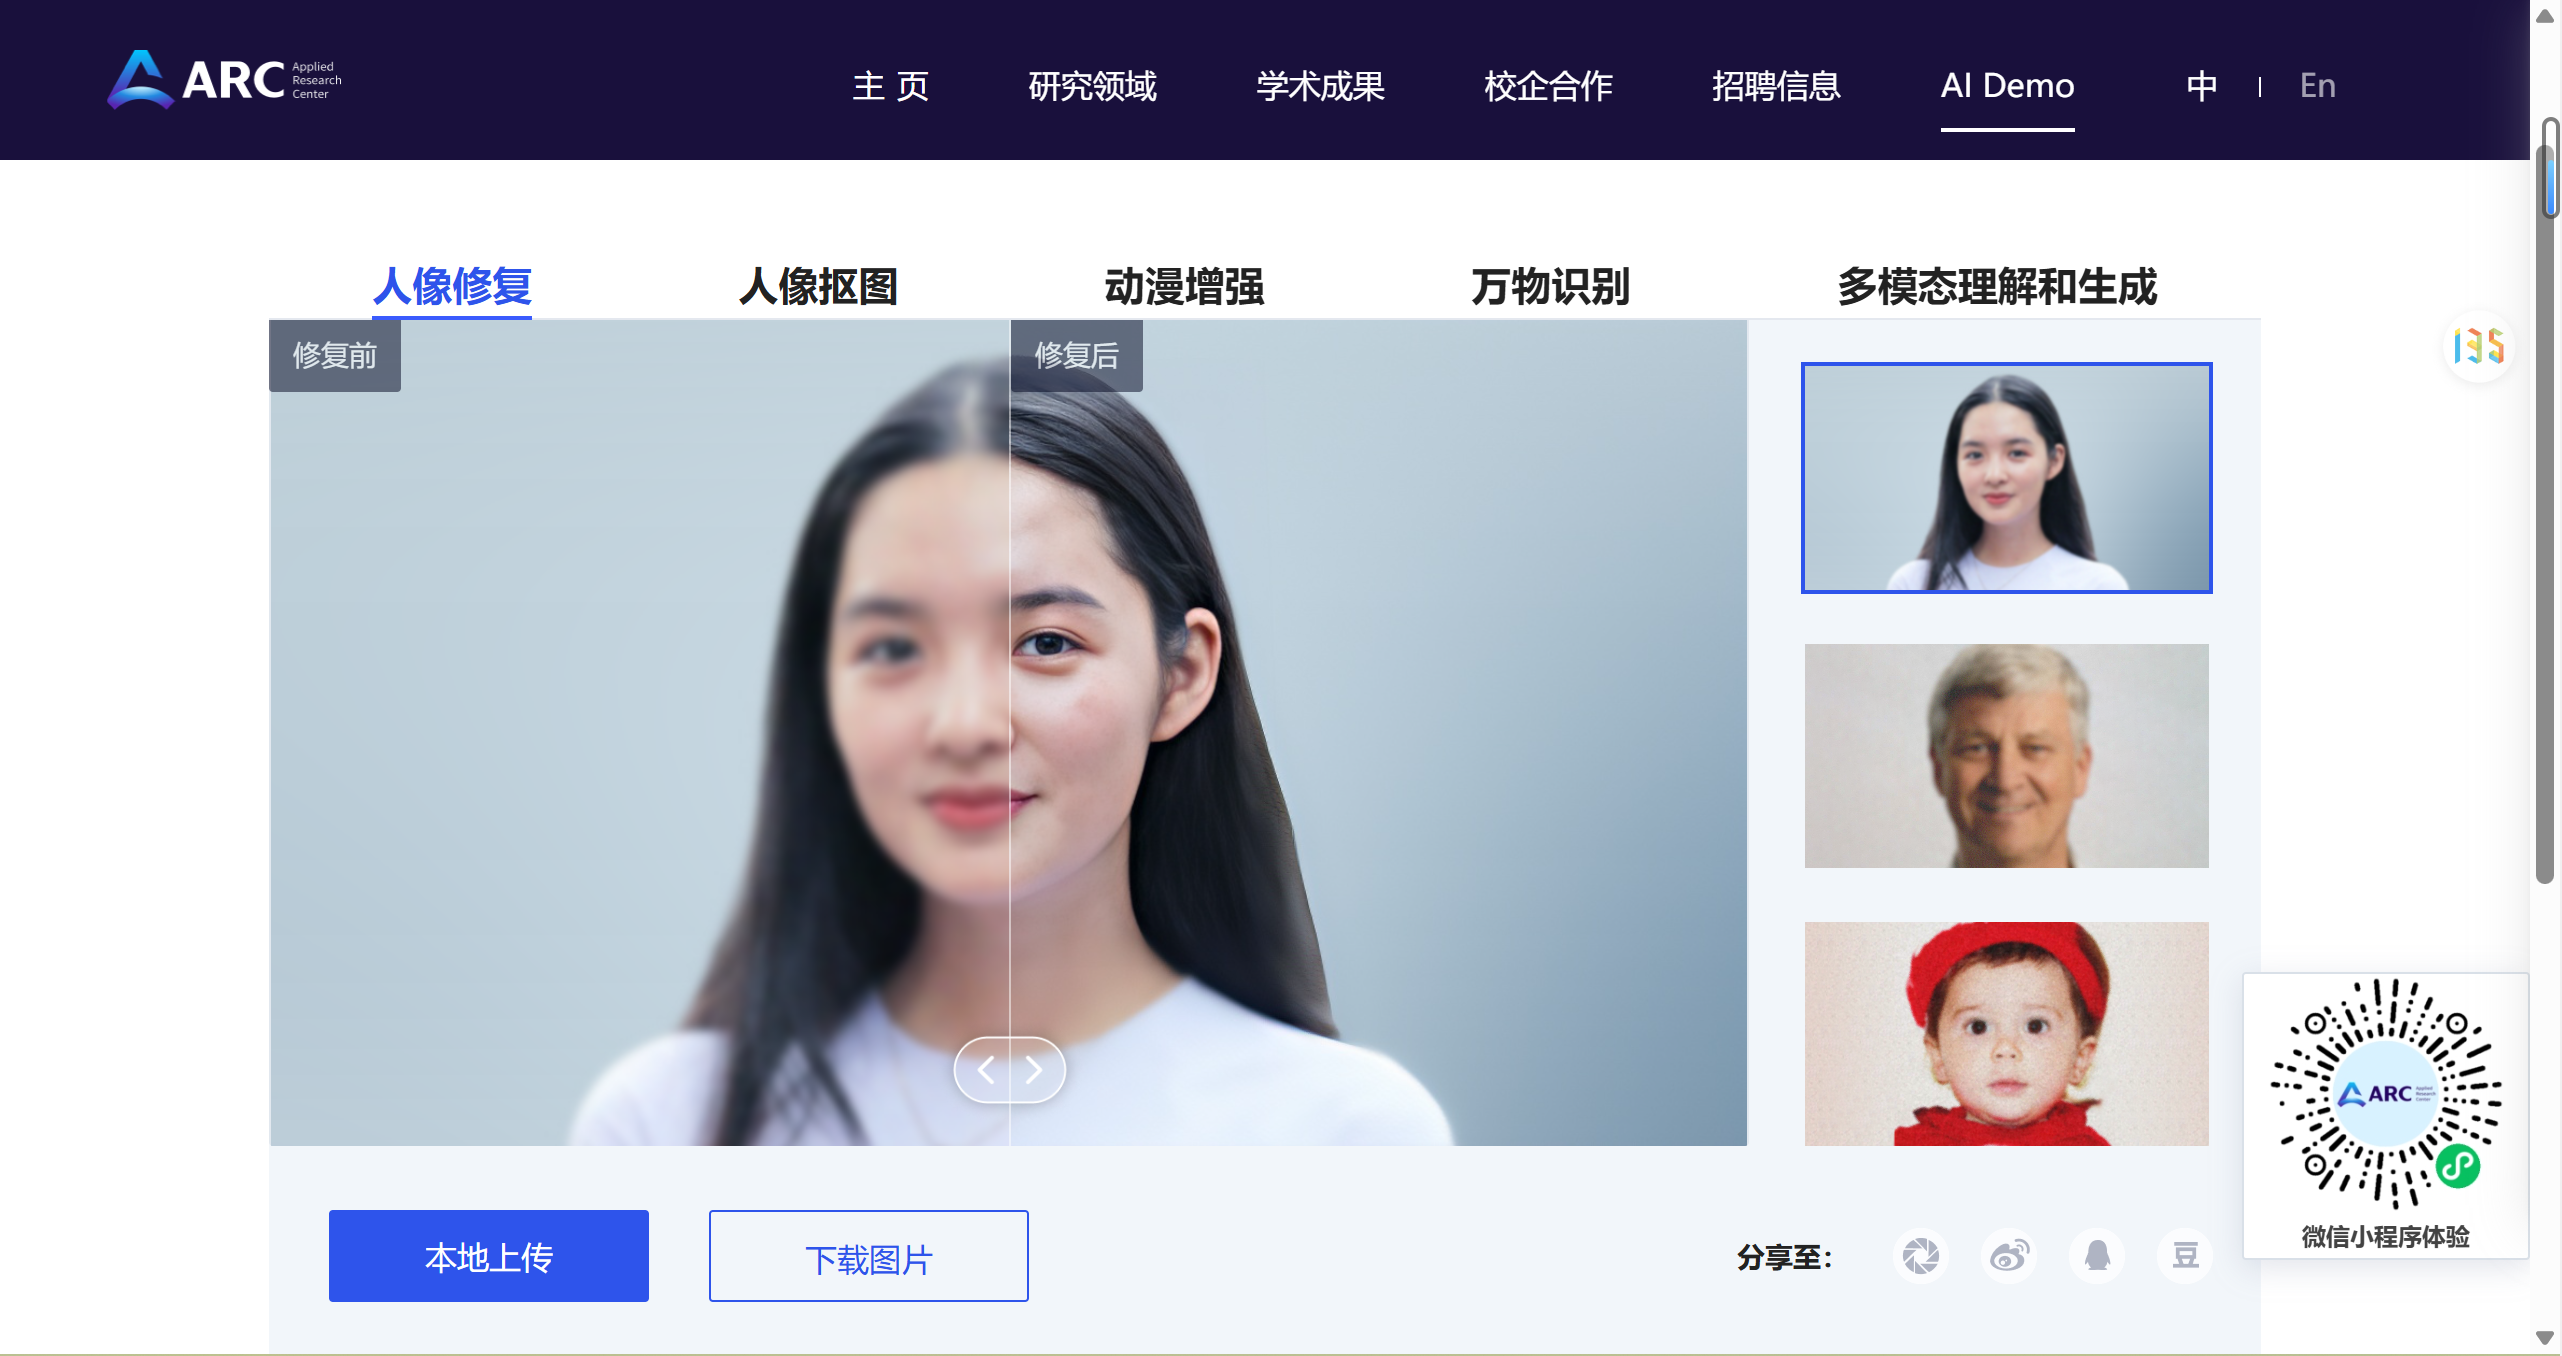 ARC Applied
Research
Center
主 页 研究领域 学术成果 校企合作 招聘信息 AI Demo 中 | En
人像修复 人像抠图 动漫增强 万物识别 多模态理解和生成
修复前 修复后
135
ARC Applied
Research
Center
微信小程序体验
本地上传 下载图片 分享至：
豆